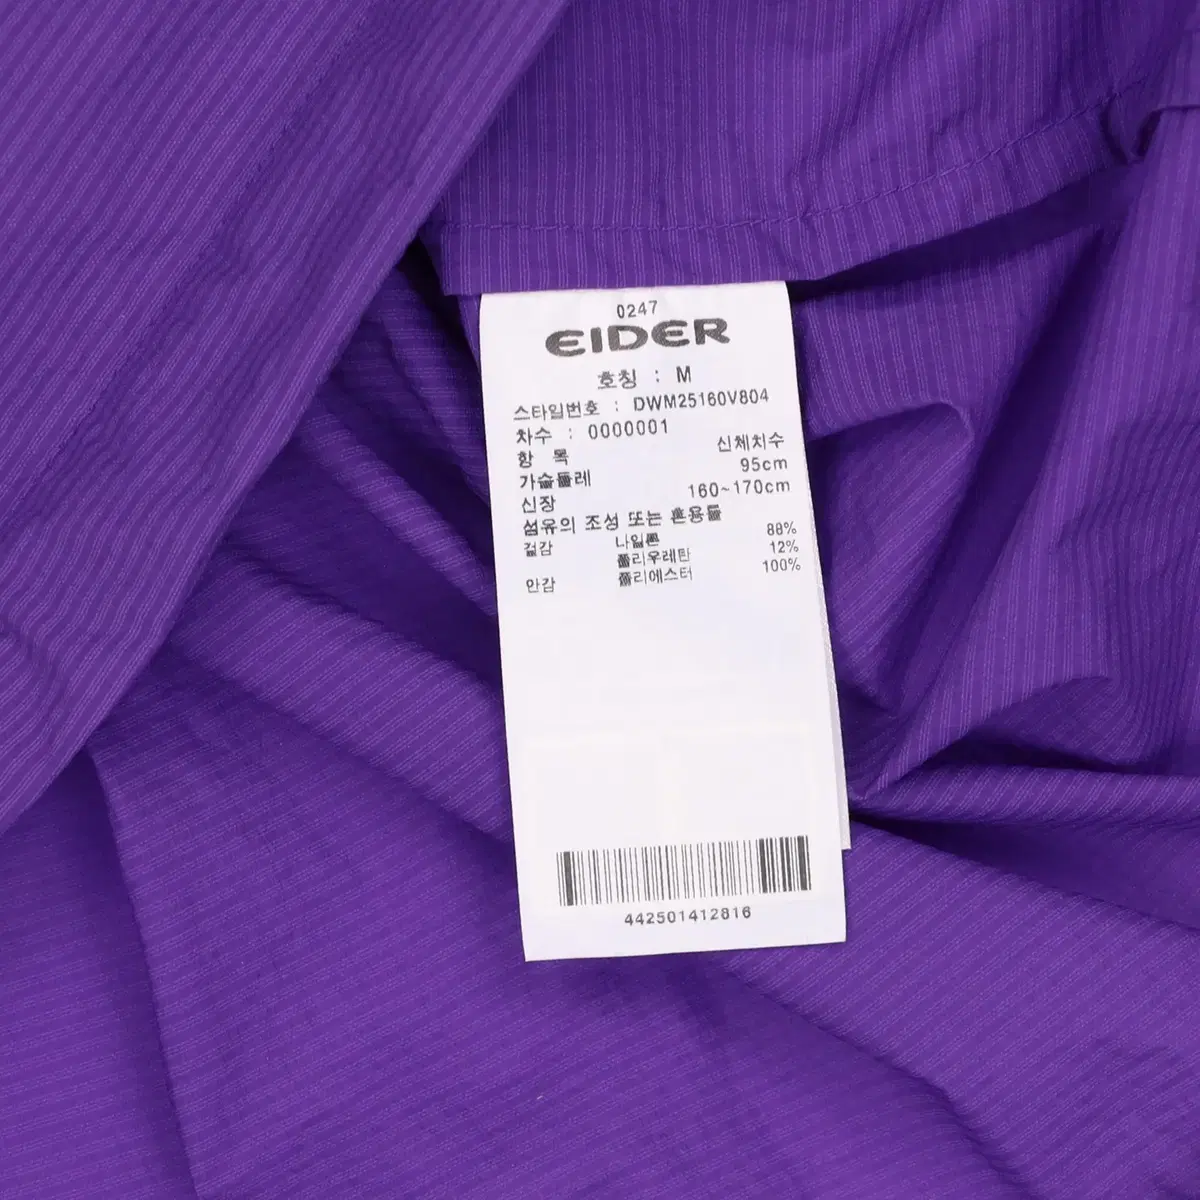 0247
EIDER
호칭 : M
스타일번호 : DWM25160V804
차수 : 0000001
항 목 신체치수
가슴둘레 95cm
신장 160~170cm
섬유의 조성 또는 혼용률
겉감 나일론 88%
폴리우레탄 12%
안감 폴리에스터 100%
442501412816